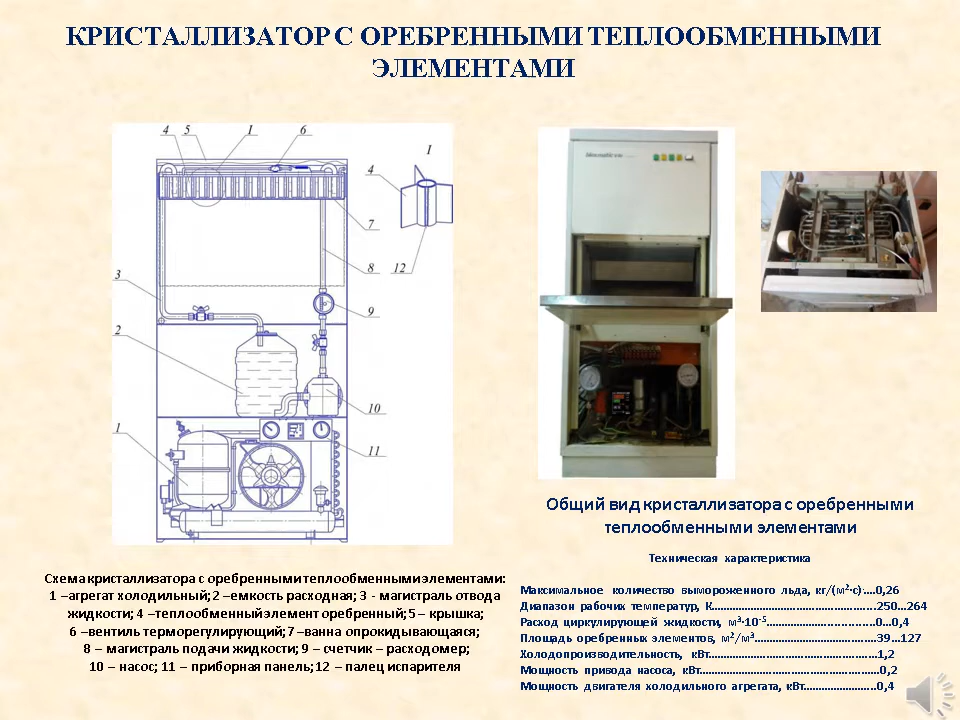 КРИСТАЛЛИЗАТОР С ОРЕБРЕННЫМИ ТЕПЛООБМЕННЫМИ
ЭЛЕМЕНТАМИ
4 5 1 6
I
4
7
8 12
3
9
2
10
1
11
Общий вид кристаллизатора с оребренными
теплообменными элементами
Схема кристаллизатора с оребренными теплообменными элементами:
1 –агрегат холодильный; 2 –емкость расходная; 3 - магистраль отвода
жидкости; 4 –теплообменный элемент оребренный; 5 – крышка;
6 –вентиль терморегулирующий; 7 –ванна опрокидывающаяся;
8 – магистраль подачи жидкости; 9 – счетчик – расходомер;
10 – насос; 11 – приборная панель; 12 – палец испарителя
Техническая характеристика
Максимальное количество вымороженного льда, кг/(м²·с)....0,26
Диапазон рабочих температур, К.......................................................250...264
Расход циркулирующей жидкости, м³·10⁻⁵....................................0...0,4
Площадь оребренных элементов, м²/м³.........................................39...127
Холодопроизводительность, кВт........................................................1,2
Мощность привода насоса, кВт............................................................0,2
Мощность двигателя холодильного агрегата, кВт........................0,4